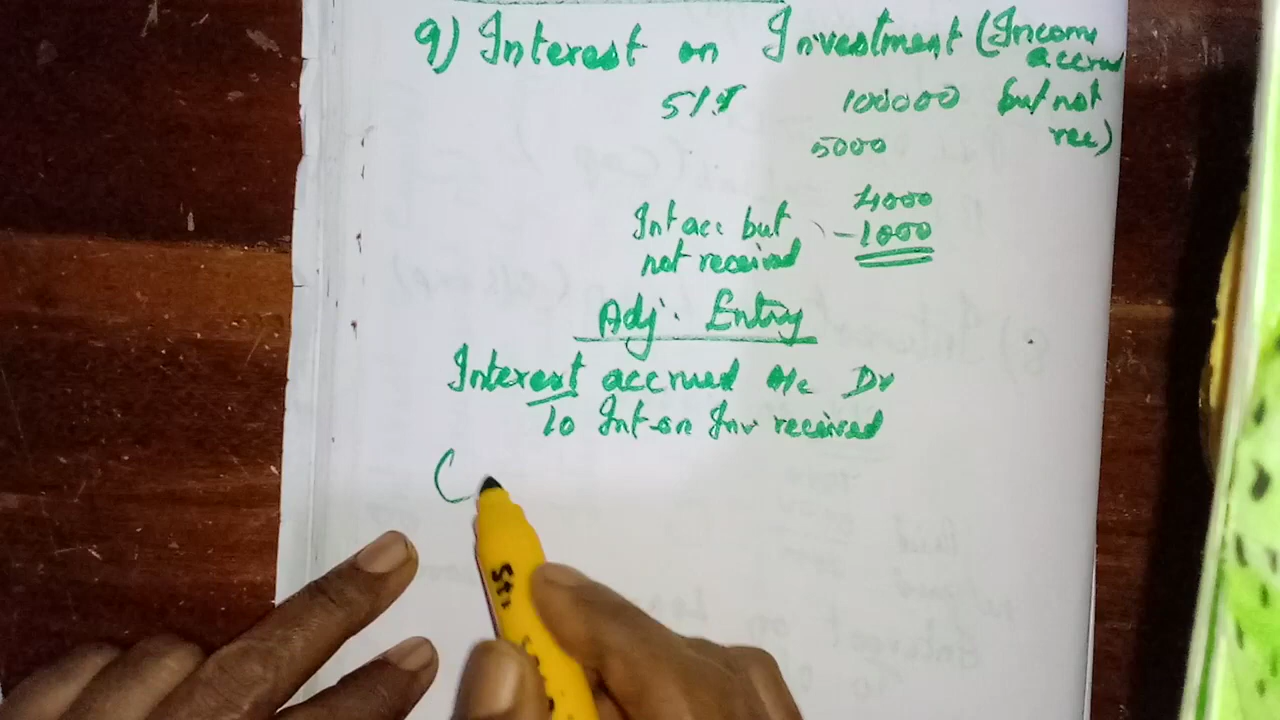 9) Interest on Investment (Income
accru
5% 100000 but not
5000 rec)
4000
Int acc but - 1000
not received
Adj. Entry
Interest accrued A/c Dr
To Int on Inv received
(